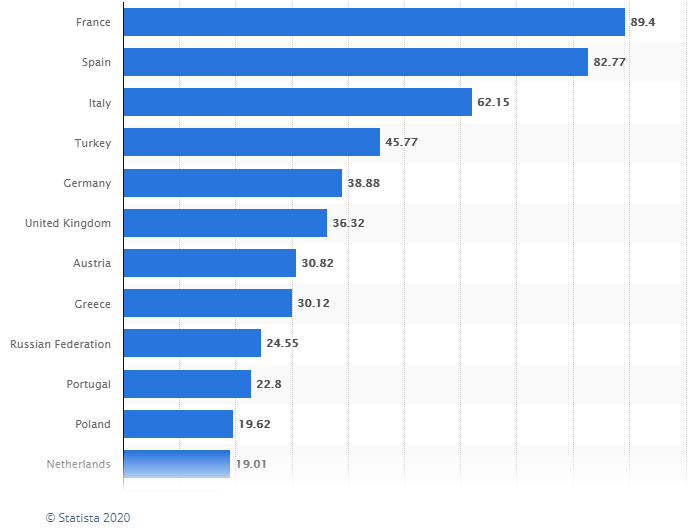 France 89.4
Spain 82.77
Italy 62.15
Turkey 45.77
Germany 38.88
United Kingdom 36.32
Austria 30.82
Greece 30.12
Russian Federation 24.55
Portugal 22.8
Poland 19.62
Netherlands 19.01
© Statista 2020